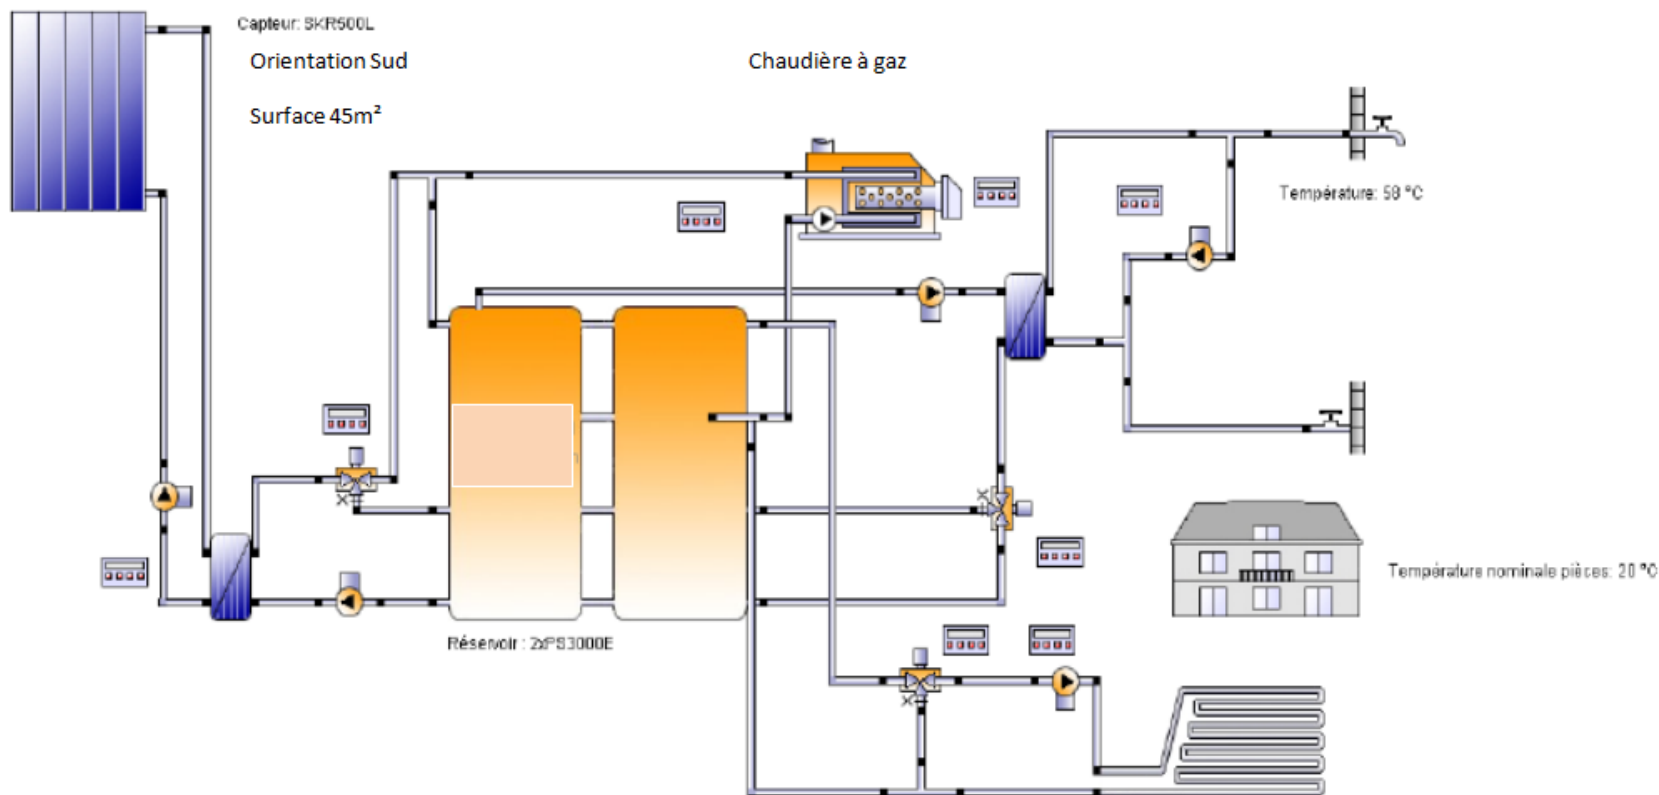 Capteur: SKR500L
Orientation Sud
Chaudière à gaz
Surface 45m²
Température: 58 °C
Température nominale pièces: 20 °C
Réservoir : 2xPS3000E